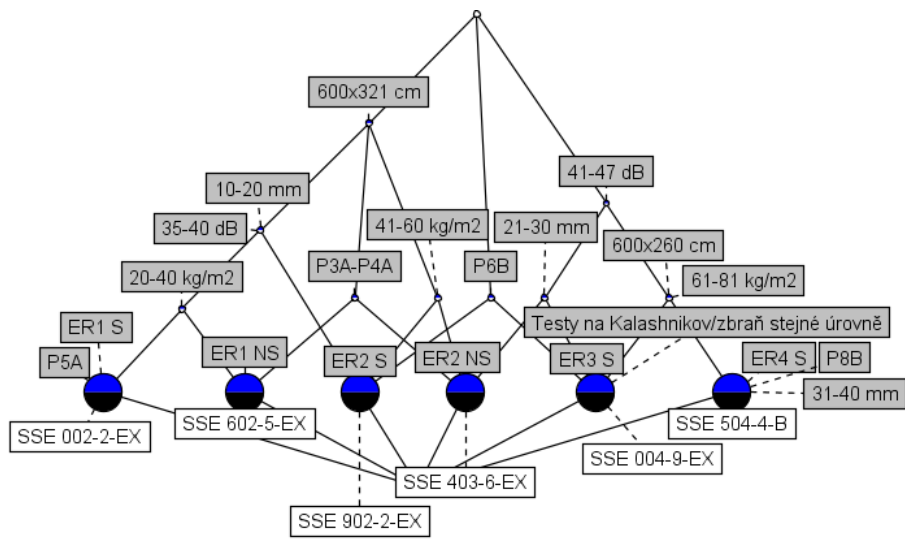 600x321 cm
41-47 dB
10-20 mm
35-40 dB
41-60 kg/m2
21-30 mm
600x260 cm
20-40 kg/m2
P3A-P4A
P6B
61-81 kg/m2
ER1 S
Testy na Kalashnikov/zbraň stejné úrovně
P5A
ER1 NS
ER2 S
ER2 NS
ER3 S
ER4 S
P8B
31-40 mm
SSE 002-2-EX
SSE 602-5-EX
SSE 504-4-B
SSE 004-9-EX
SSE 403-6-EX
SSE 902-2-EX